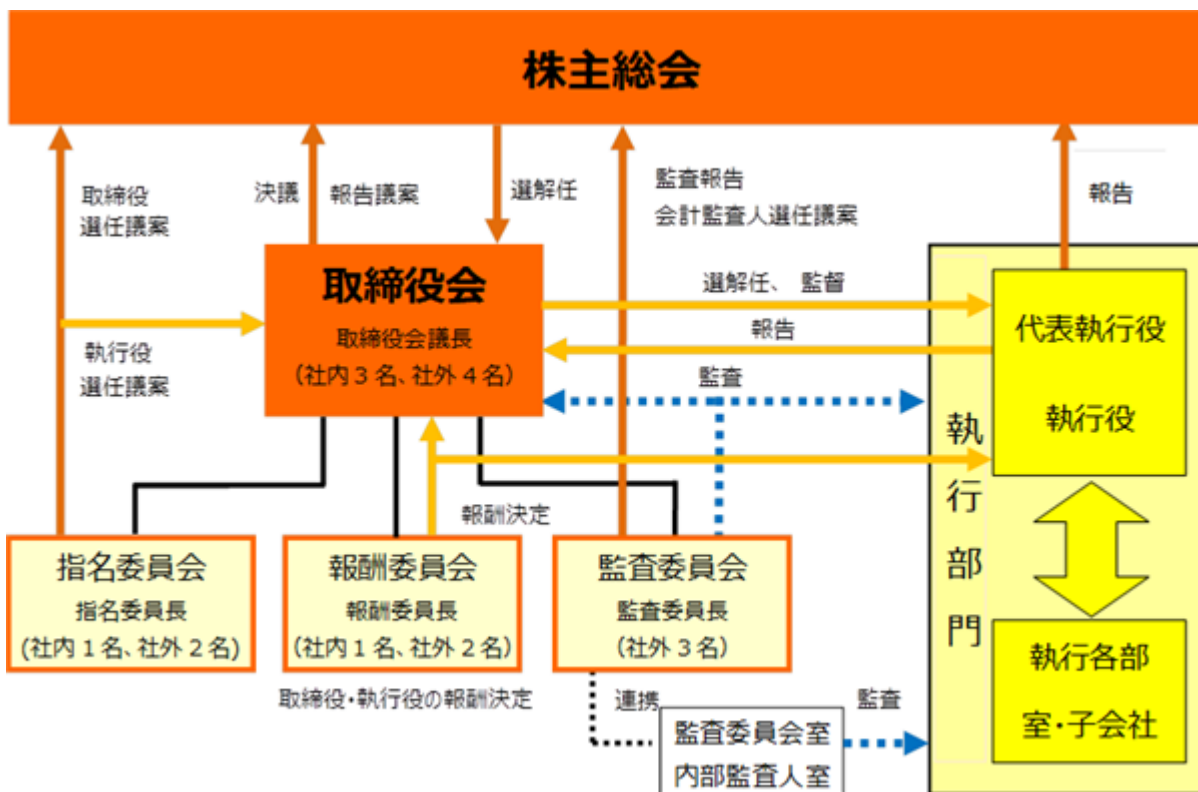 株主総会
取締役
選任議案
決議
報告議案
選解任
監査報告
会計監査人選任議案
報告
取締役会
取締役会議長
（社内３名、社外４名）
執行役
選任議案
選解任、 監督
報告
監査
報酬決定
代表執行役
執行役
執行部門
執行各部
室・子会社
指名委員会
指名委員長
(社内１名、社外２名)
報酬委員会
報酬委員長
（社内１名、社外２名）
取締役・執行役の報酬決定
監査委員会
監査委員長
（社外３名）
連携
監査
監査委員会室
内部監査人室